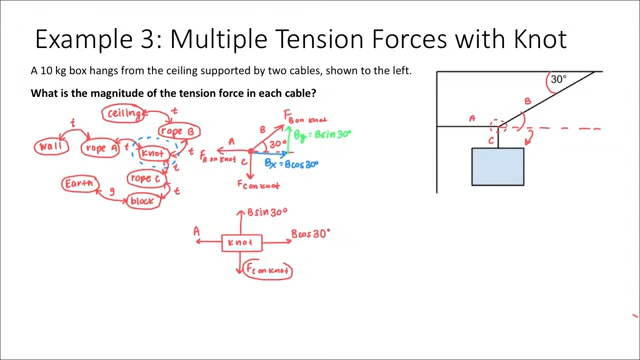 Example 3: Multiple Tension Forces with Knot
A 10 kg box hangs from the ceiling supported by two cables, shown to the left.
What is the magnitude of the tension force in each cable?
ceiling
t
t
rope B
wall
rope A
t
knot
t
t
rope C
t
Earth
g
block
F B on Knot
B
By = Bsin30°
A
30°
F A on Knot
C
Bx = Bcos30°
F C on Knot
Bsin30°
A
Knot
Bcos30°
F C on Knot
30°
B
A
C